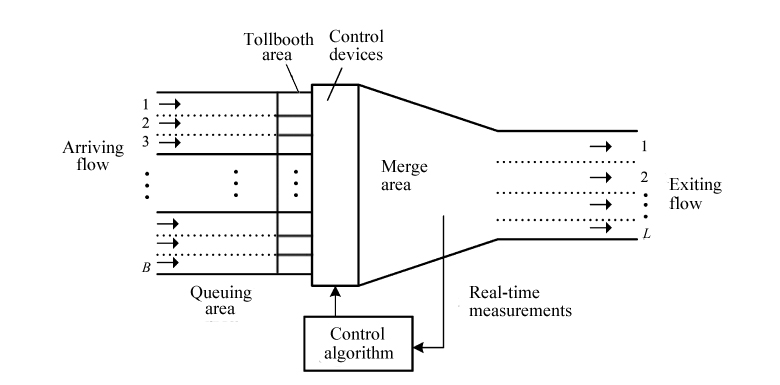 Tollbooth
area
Control
devices
1
2
3
Arriving
flow
B
Queuing
area
Merge
area
1
2
L
Exiting
flow
Real-time
measurements
Control
algorithm